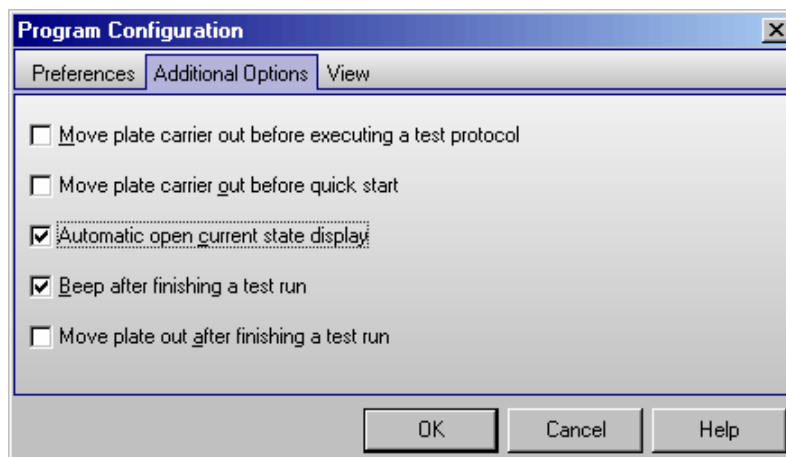 Program Configuration
Preferences Additional Options View
Move plate carrier out before executing a test protocol
Move plate carrier out before quick start
Automatic open current state display
Beep after finishing a test run
Move plate out after finishing a test run
OK Cancel Help